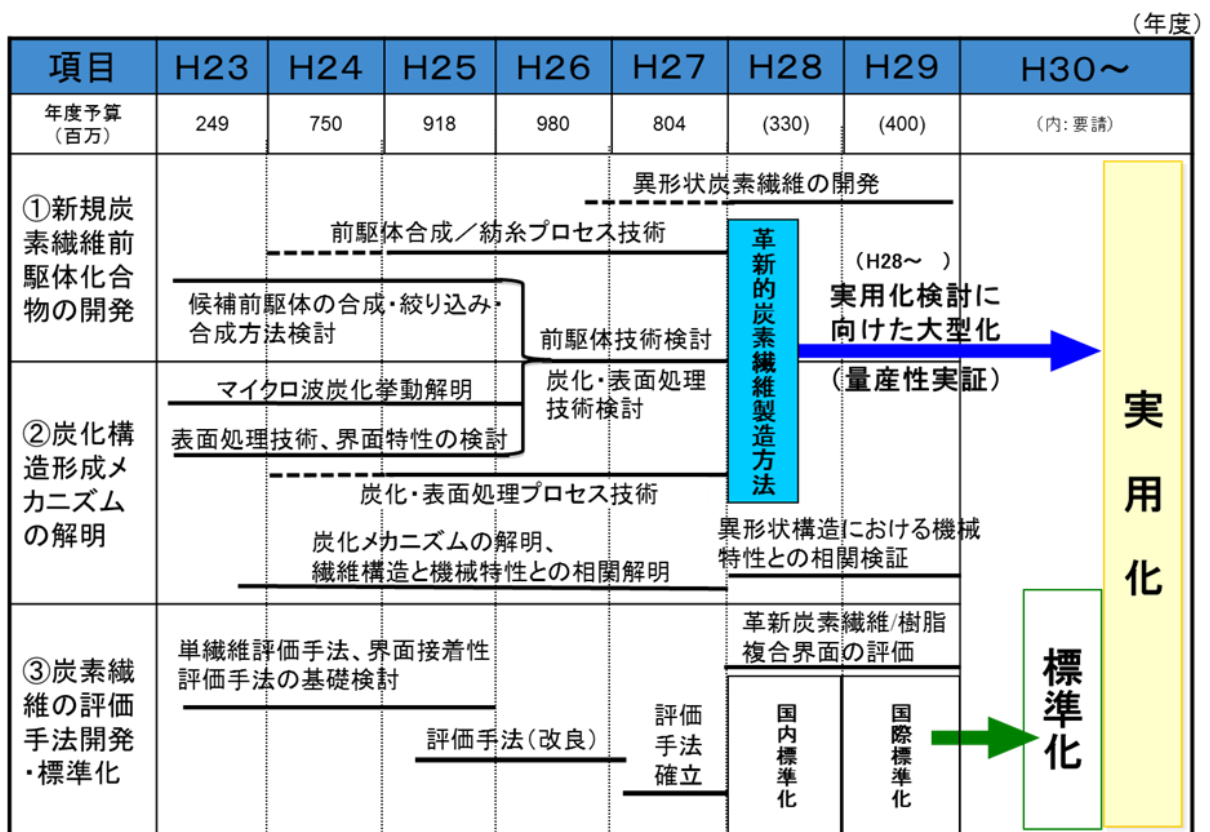 （年度）
項目 H23 H24 H25 H26 H27 H28 H29 H30～
年度予算
（百万）
249 750 918 980 804 (330) (400) （内：要請）
①新規炭
素繊維前
駆体化合
物の開発
異形状炭素繊維の開発
前駆体合成／紡糸プロセス技術
候補前駆体の合成・絞り込み・
合成方法検討
前駆体技術検討
炭化・表面処理
技術検討
革新的炭素繊維製造方法
（H28～　）
実用化検討に
向けた大型化
（量産性実証）
実用化
②炭化構
造形成メ
カニズム
の解明
マイクロ波炭化挙動解明
表面処理技術、界面特性の検討
炭化・表面処理プロセス技術
炭化メカニズムの解明、
繊維構造と機械特性との相関解明
異形状構造における機械
特性との相関検証
③炭素繊
維の評価
手法開発
・標準化
単繊維評価手法、界面接着性
評価手法の基礎検討
評価手法（改良）
評価
手法
確立
革新炭素繊維/樹脂
複合界面の評価
国内標準化
国際標準化
標準化